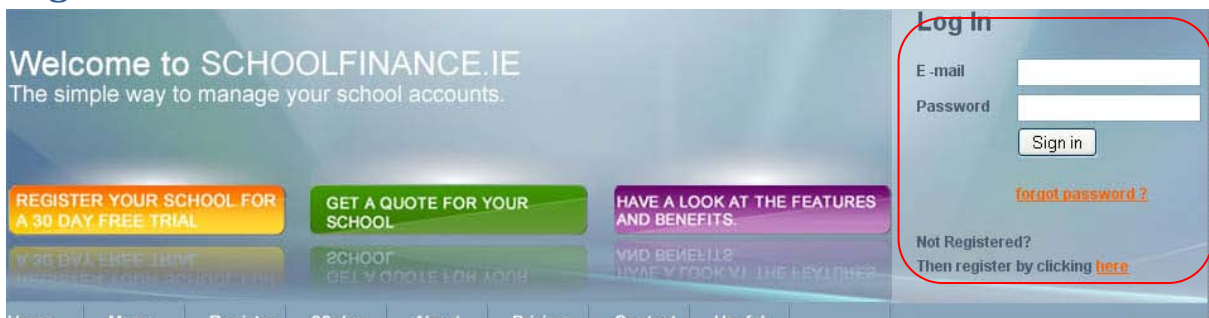 Log In
Welcome to SCHOOLFINANCE.IE
The simple way to manage your school accounts.
E -mail
Password
Sign in
forgot password ?
REGISTER YOUR SCHOOL FOR
A 30 DAY FREE TRIAL
GET A QUOTE FOR YOUR
SCHOOL
HAVE A LOOK AT THE FEATURES
AND BENEFITS.
Not Registered?
Then register by clicking here